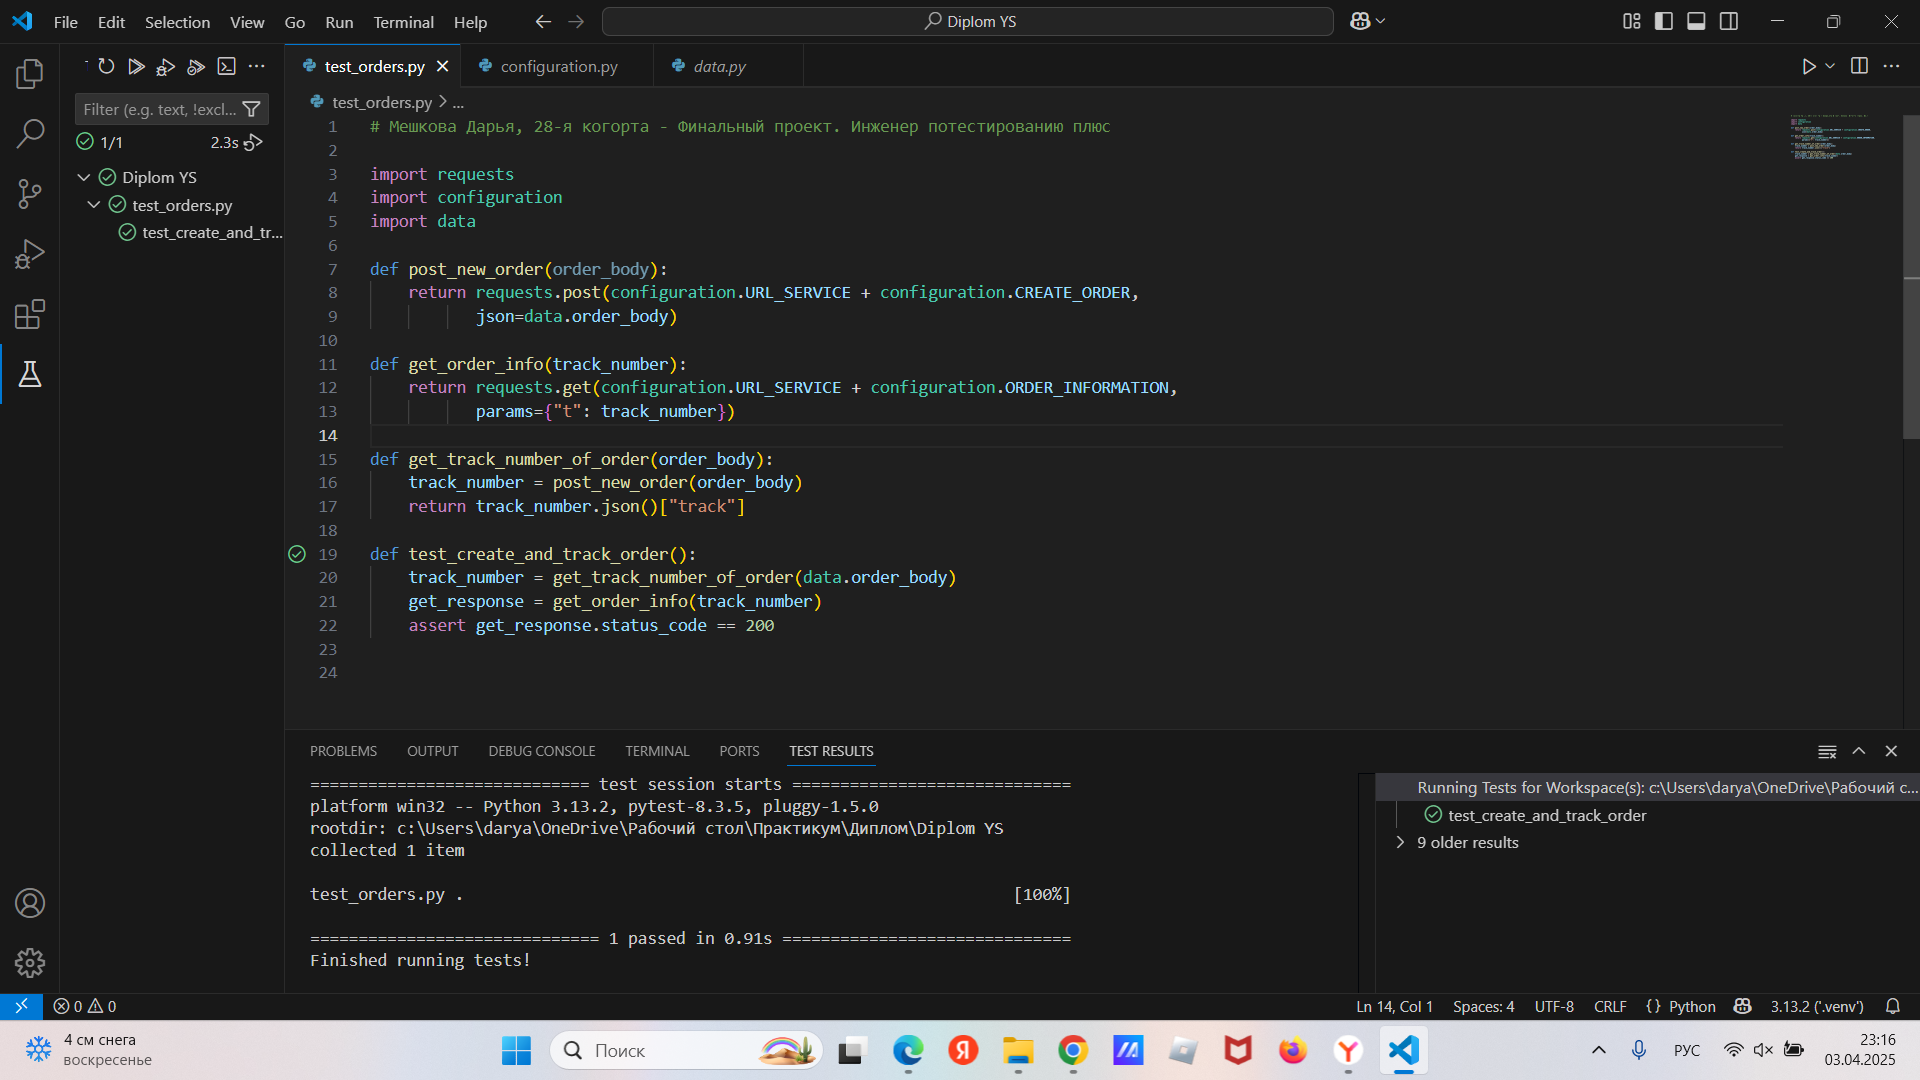 File Edit Selection View Go Run Terminal Help
Diplom YS
Filter (e.g. text, !excl...
1/1 2.3s
Diplom YS
test_orders.py
test_create_and_tr...
test_orders.py
configuration.py
data.py
test_orders.py > ...
1 # Мешкова Дарья, 28-я когорта - Финальный проект. Инженер потестированию плюс
2
3 import requests
4 import configuration
5 import data
6
7 def post_new_order(order_body):
8     return requests.post(configuration.URL_SERVICE + configuration.CREATE_ORDER,
9            json=data.order_body)
10
11 def get_order_info(track_number):
12     return requests.get(configuration.URL_SERVICE + configuration.ORDER_INFORMATION,
13            params={"t": track_number})
14
15 def get_track_number_of_order(order_body):
16     track_number = post_new_order(order_body)
17     return track_number.json()["track"]
18
19 def test_create_and_track_order():
20     track_number = get_track_number_of_order(data.order_body)
21     get_response = get_order_info(track_number)
22     assert get_response.status_code == 200
23
24
PROBLEMS OUTPUT DEBUG CONSOLE TERMINAL PORTS TEST RESULTS
============================= test session starts =============================
platform win32 -- Python 3.13.2, pytest-8.3.5, pluggy-1.5.0
rootdir: c:\Users\darya\OneDrive\Рабочий стол\Практикум\Диплом\Diplom YS
collected 1 item
test_orders.py . [100%]
============================== 1 passed in 0.91s ==============================
Finished running tests!
Running Tests for Workspace(s): c:\Users\darya\OneDrive\Рабочий с...
test_create_and_track_order
9 older results
0 0
Ln 14, Col 1 Spaces: 4 UTF-8 CRLF {} Python 3.13.2 ('.venv')
4 см снега
воскресенье
Поиск
РУС
23:16
03.04.2025